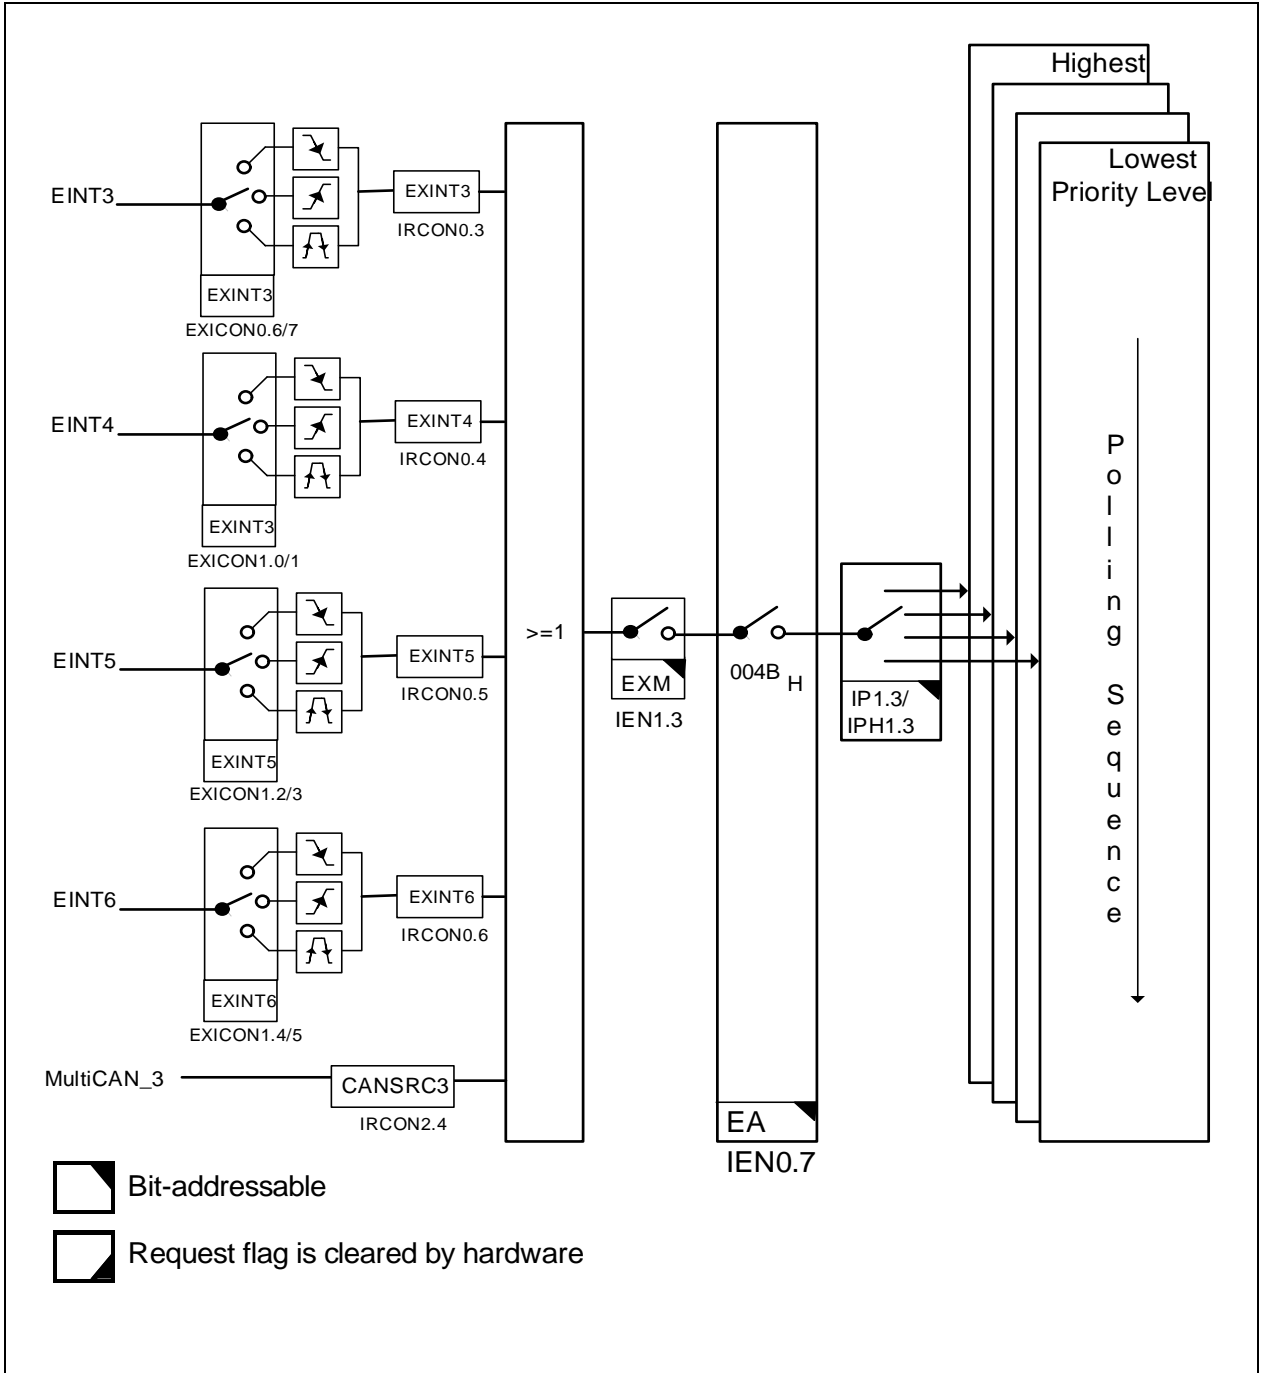 Highest
Lowest
Priority Level
EINT3
EXINT3
IRCON0.3
EXINT3
EXICON0.6/7
EINT4
EXINT4
IRCON0.4
EXINT3
EXICON1.0/1
EINT5
EXINT5
IRCON0.5
EXINT5
EXICON1.2/3
EINT6
EXINT6
IRCON0.6
EXINT6
EXICON1.4/5
MultiCAN_3
CANSRC3
IRCON2.4
>=1
EXM
IEN1.3
004B H
EA
IEN0.7
IP1.3/
IPH1.3
Polling Sequence
Bit-addressable
Request flag is cleared by hardware